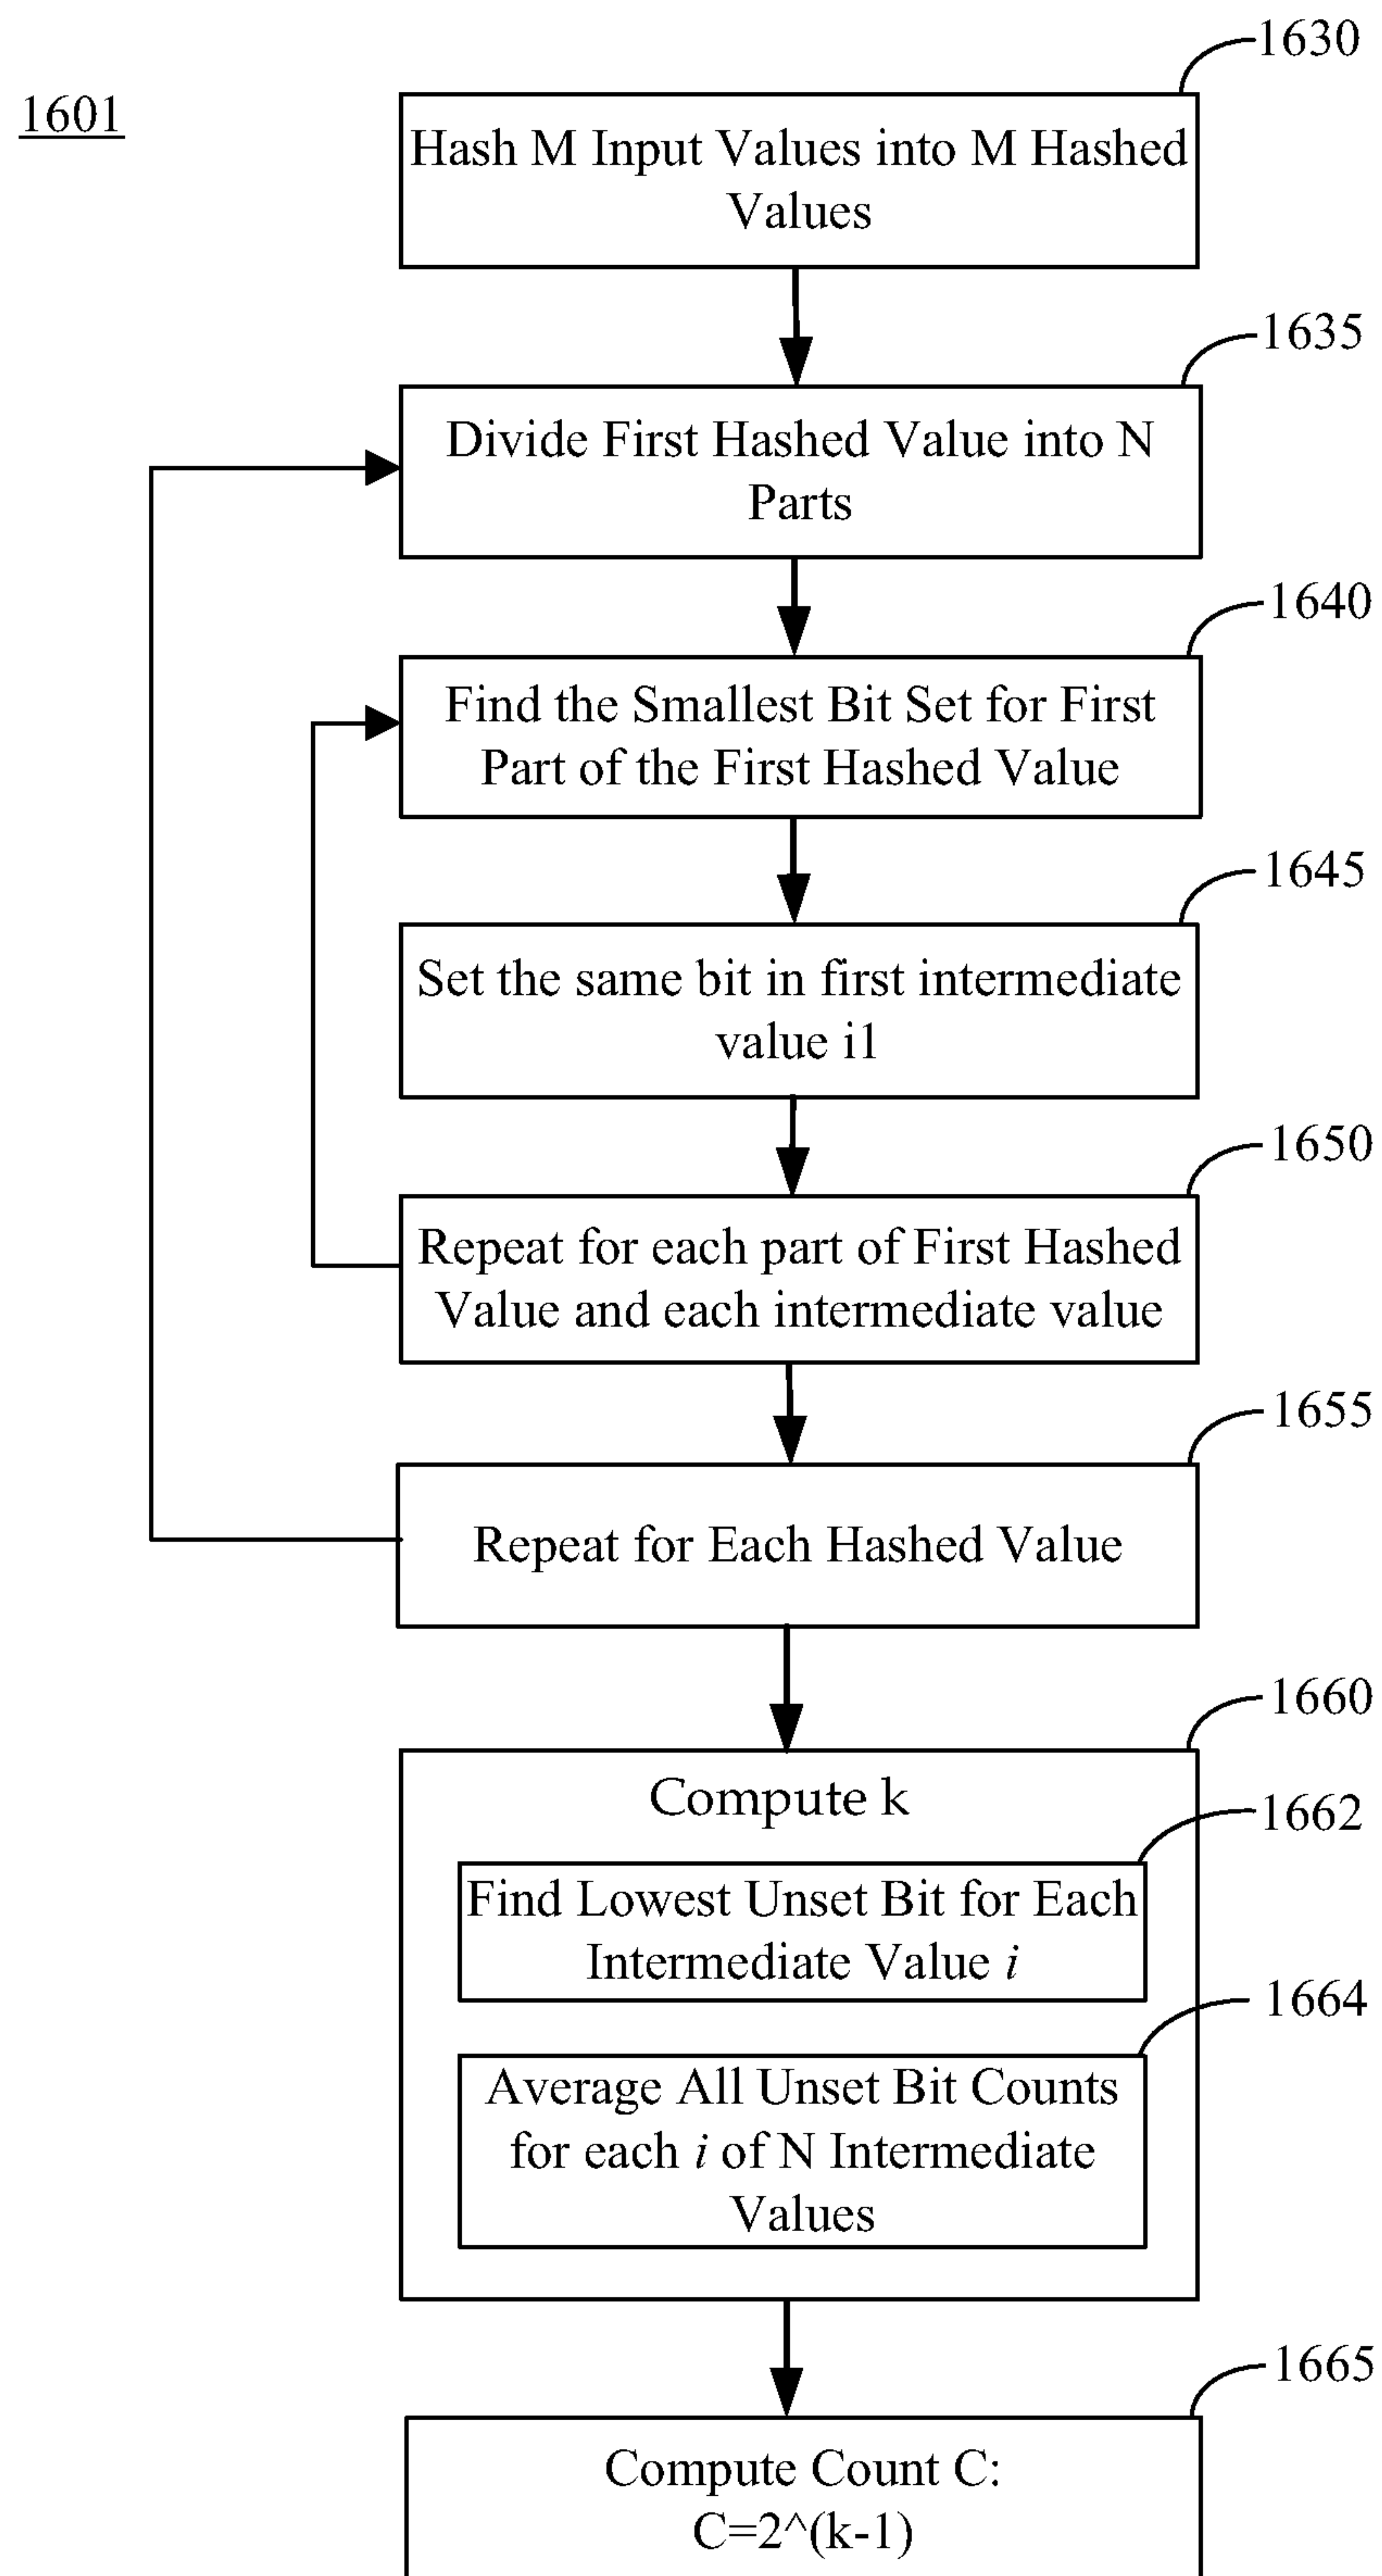 1630
1601
Hash M Input Values into M Hashed
Values
1635
Divide First Hashed Value into N
Parts
1640
Find the Smallest Bit Set for First
Part of the First Hashed Value
1645
Set the same bit in first intermediate
value i1
1650
Repeat for each part of First Hashed
Value and each intermediate value
1655
Repeat for Each Hashed Value
1660
Compute k
1662
Find Lowest Unset Bit for Each
Intermediate Value i
1664
Average All Unset Bit Counts
for each i of N Intermediate
Values
1665
Compute Count C:
C=2^(k-1)